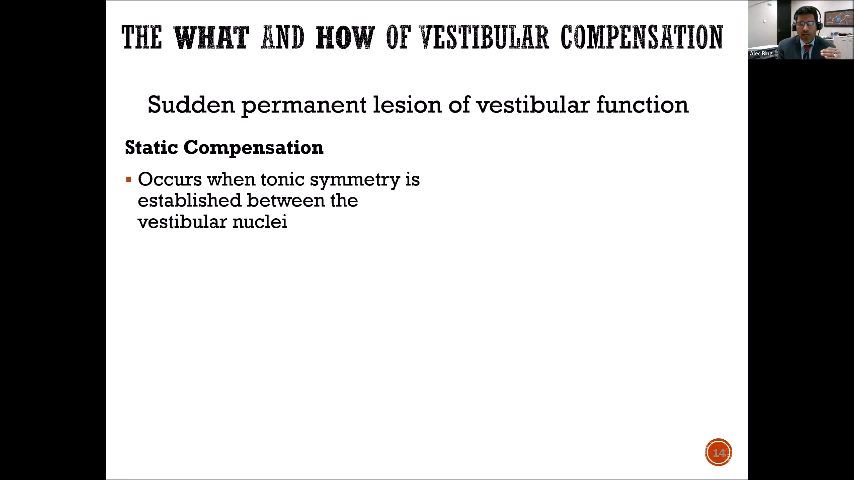 THE WHAT AND HOW OF VESTIBULAR COMPENSATION
Sudden permanent lesion of vestibular function
Static Compensation
▪ Occurs when tonic symmetry is
established between the
vestibular nuclei
14